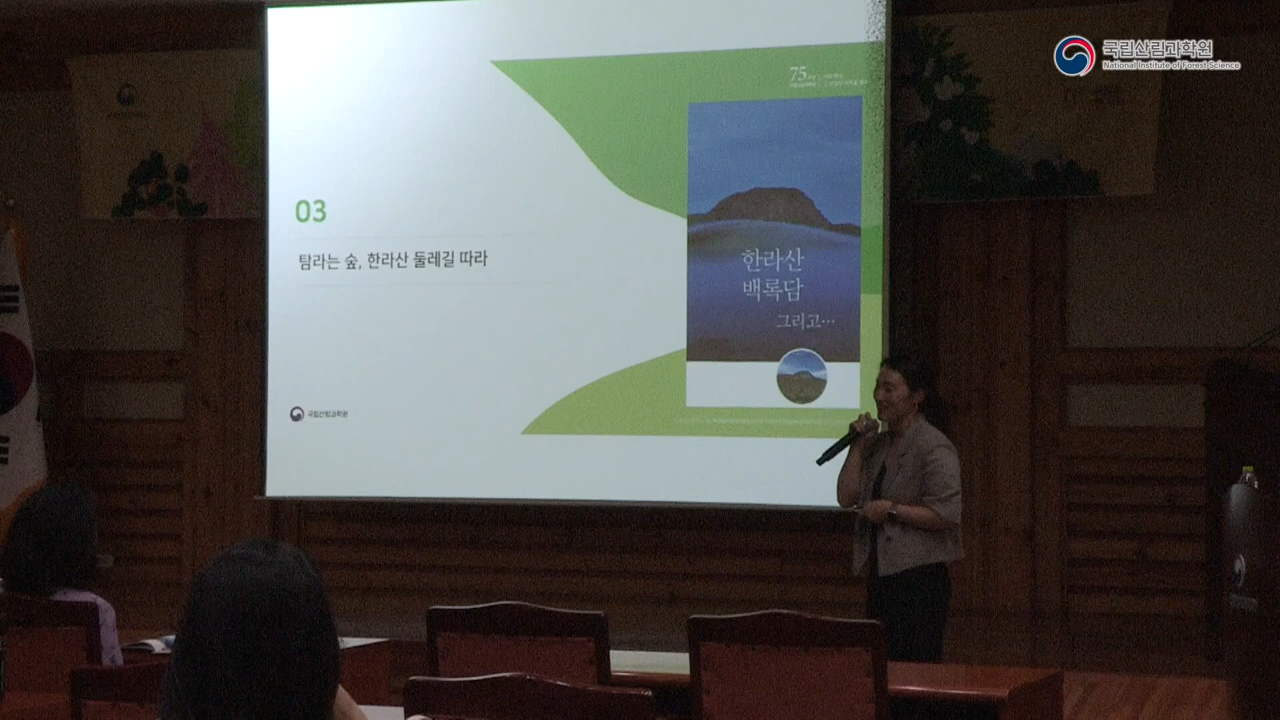 국립산림과학원
National Institute of Forest Science
75
03
탐라는 숲, 한라산 둘레길 따라
한라산
백록담
그리고…
국립산림과학원